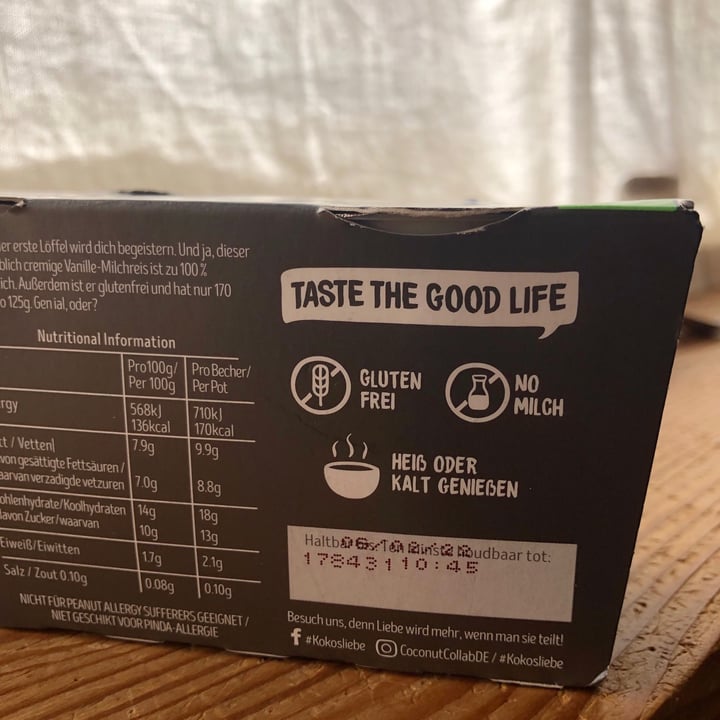 er erste Löffel wird dich begeistern. Und ja, dieser
blich cremige Vanille-Milchreis ist zu 100 %
ich. Außerdem ist er glutenfrei und hat nur 170
o 125g. Genial, oder?
Nutritional Information
Pro100g/ Pro Becher/
Per 100g Per Pot
rgy 568kJ 710kJ
136kcal 170kcal
tt / Vetten 7.9g 9.9g
von gesättigte Fettsäuren /
aarvan verzadigde vetzuren 7.0g 8.8g
ohlenhydrate/Koolhydraten 14g 18g
davon Zucker/waarvan 10g 13g
Eiweiß/Eiwitten 1.7g 2.1g
Salz / Zout 0.10g 0.08g 0.10g
NICHT FÜR PEANUT ALLERGY SUFFERERS GEEIGNET /
NIET GESCHIKT VOOR PINDA-ALLERGIE
TASTE THE GOOD LIFE
GLUTEN
FREI
NO
MILCH
HEIß ODER
KALT GENIEßEN
oudbaar tot:
178431 10:45
Besuch uns, denn Liebe wird mehr, wenn man sie teilt!
#Kokosliebe CoconutCollabDE / #Kokosliebe